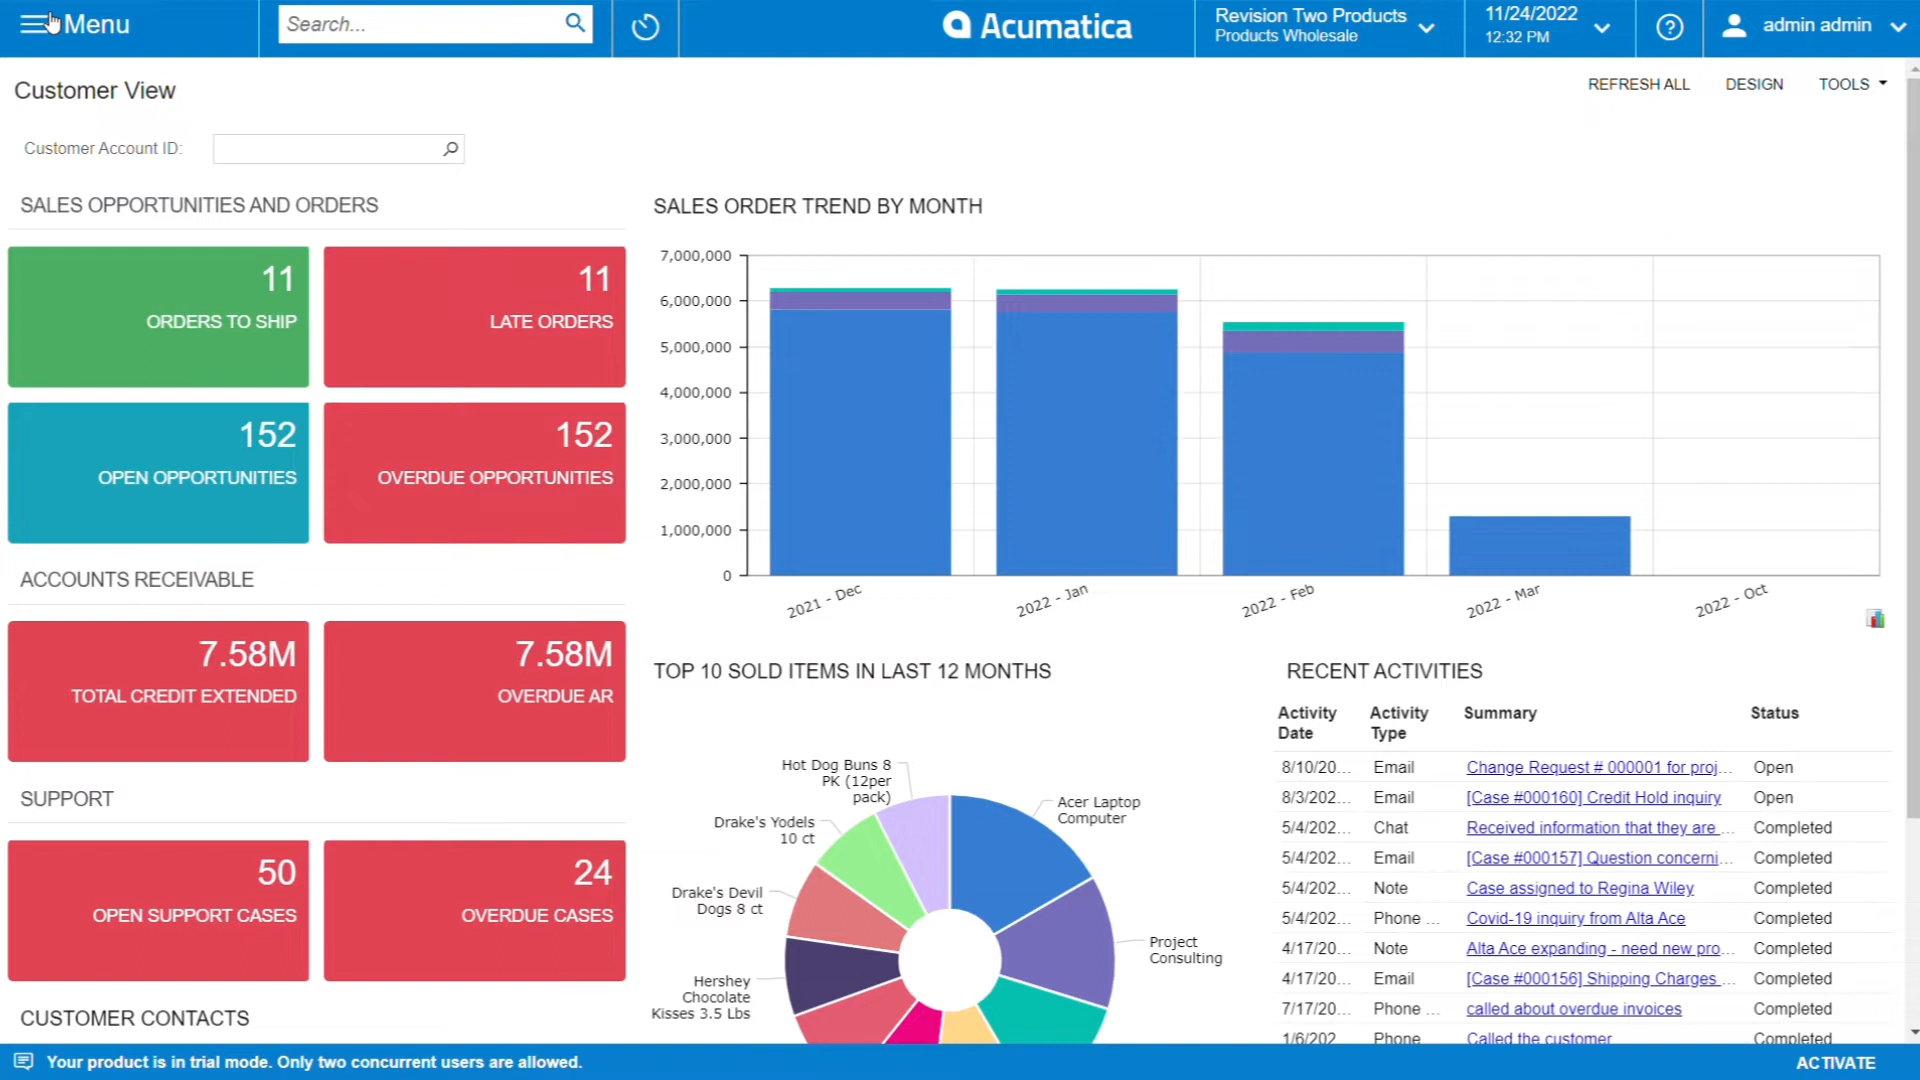 Menu
Search...
Acumatica
Revision Two Products
Products Wholesale
11/24/2022
12:32 PM
admin admin
Customer View
REFRESH ALL
DESIGN
TOOLS
Customer Account ID:
SALES OPPORTUNITIES AND ORDERS
11
ORDERS TO SHIP
11
LATE ORDERS
152
OPEN OPPORTUNITIES
152
OVERDUE OPPORTUNITIES
ACCOUNTS RECEIVABLE
7.58M
TOTAL CREDIT EXTENDED
7.58M
OVERDUE AR
SUPPORT
50
OPEN SUPPORT CASES
24
OVERDUE CASES
CUSTOMER CONTACTS
SALES ORDER TREND BY MONTH
7,000,000
6,000,000
5,000,000
4,000,000
3,000,000
2,000,000
1,000,000
0
2021 - Dec
2022 - Jan
2022 - Feb
2022 - Mar
2022 - Oct
TOP 10 SOLD ITEMS IN LAST 12 MONTHS
Hot Dog Buns 8
PK (12per
pack)
Drake's Yodels
10 ct
Drake's Devil
Dogs 8 ct
Hershey
Chocolate
Kisses 3.5 Lbs
Acer Laptop
Computer
Project
Consulting
RECENT ACTIVITIES
Activity Date Activity Type Summary Status
8/10/20... Email Change Request # 000001 for proj... Open
8/3/202... Email [Case #000160] Credit Hold inquiry Open
5/4/202... Chat Received information that they are ... Completed
5/4/202... Email [Case #000157] Question concerni... Completed
5/4/202... Note Case assigned to Regina Wiley Completed
5/4/202... Phone ... Covid-19 inquiry from Alta Ace Completed
4/17/20... Note Alta Ace expanding - need new pro... Completed
4/17/20... Email [Case #000156] Shipping Charges ... Completed
7/17/20... Phone ... called about overdue invoices Completed
1/6/202 Phone Called the customer Completed
Your product is in trial mode. Only two concurrent users are allowed.
ACTIVATE